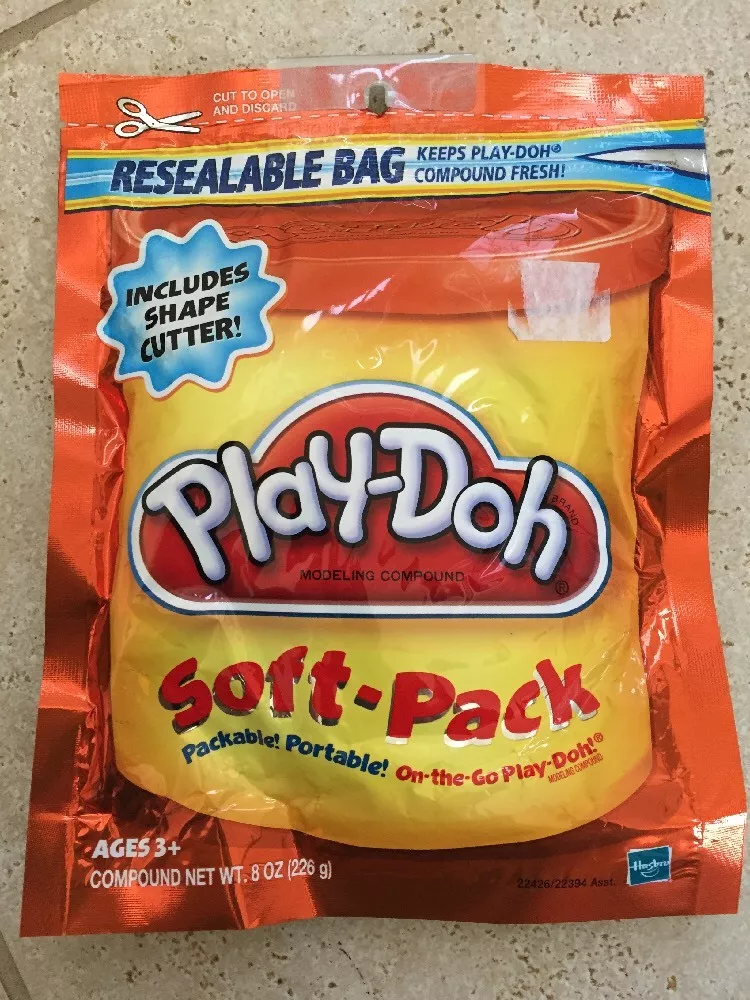 CUT TO OPEN
AND DISCARD
RESEALABLE BAG
KEEPS PLAY-DOH®
COMPOUND FRESH!
INCLUDES
SHAPE
CUTTER!
Play-Doh
BRAND
MODELING COMPOUND
®
Soft-Pack
Packable! Portable! On-the-Go Play-Doh!®
MODELING COMPOUND
AGES 3+
COMPOUND NET WT. 8 OZ (226 g)
22426/22394 Asst.
Hasbro